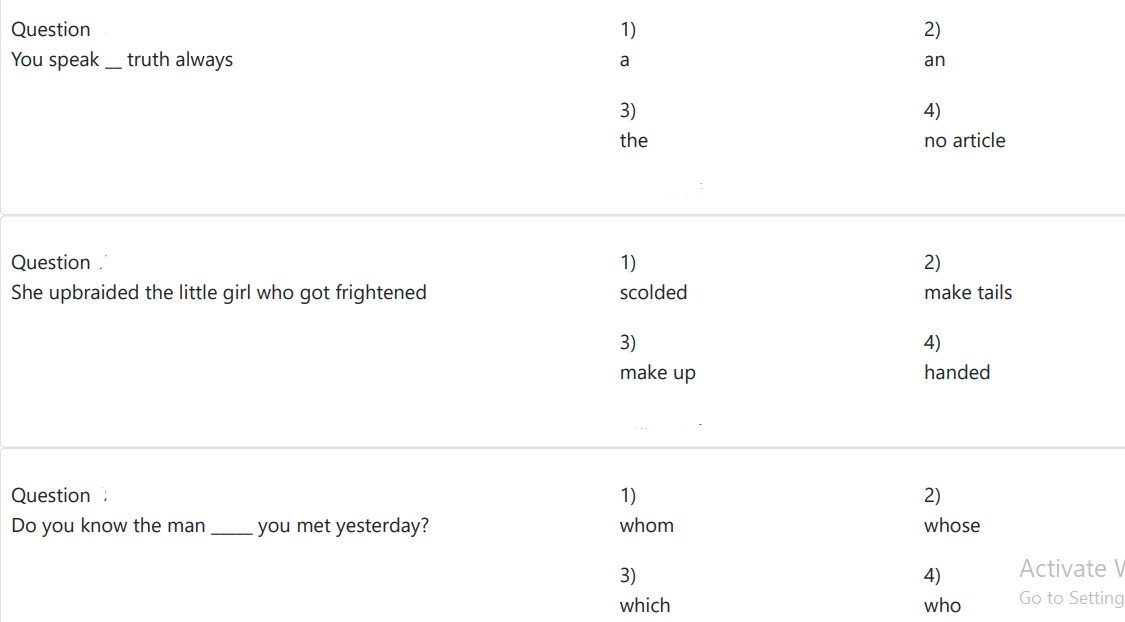 Question
You speak __ truth always
1)
a
2)
an
3)
the
4)
no article
Question
She upbraided the little girl who got frightened
1)
scolded
2)
make tails
3)
make up
4)
handed
Question
Do you know the man _____ you met yesterday?
1)
whom
2)
whose
3)
which
4)
who
Activate
Go to Setting